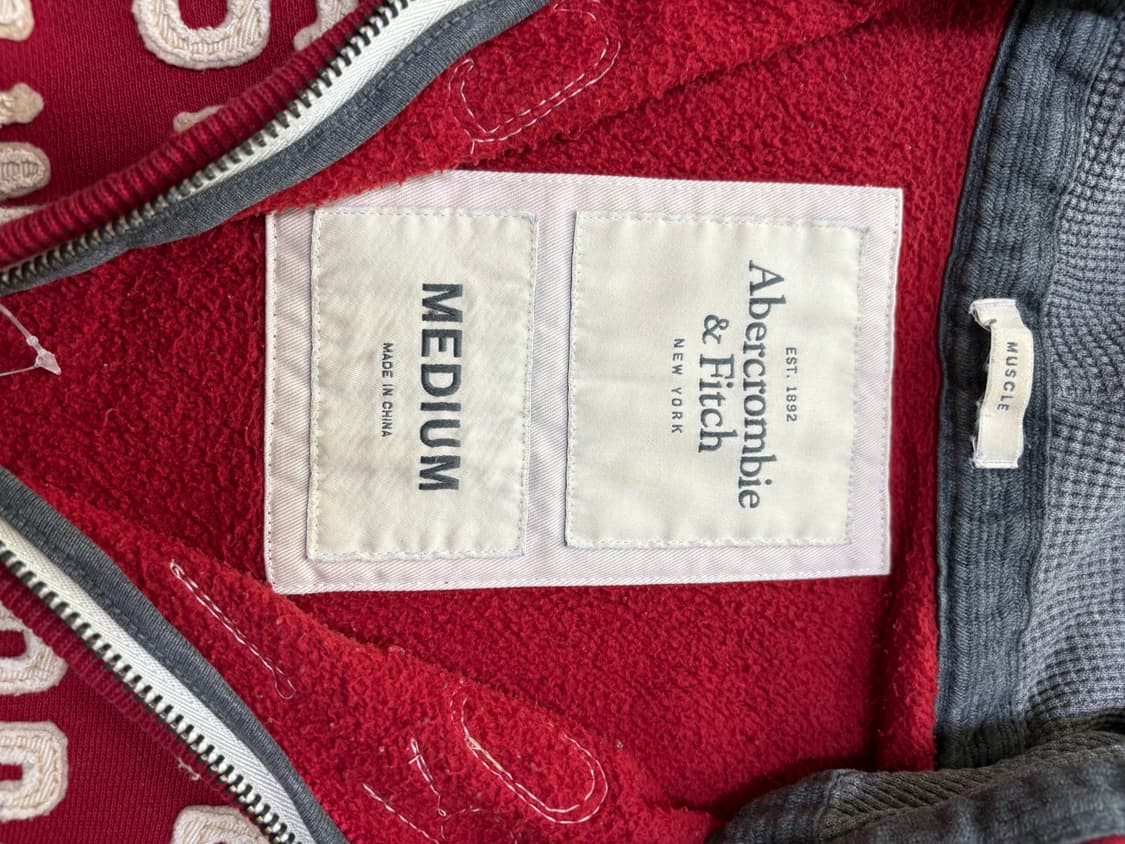 MUSCLE
EST. 1892
Abercrombie
& Fitch
NEW YORK
MEDIUM
MADE IN CHINA